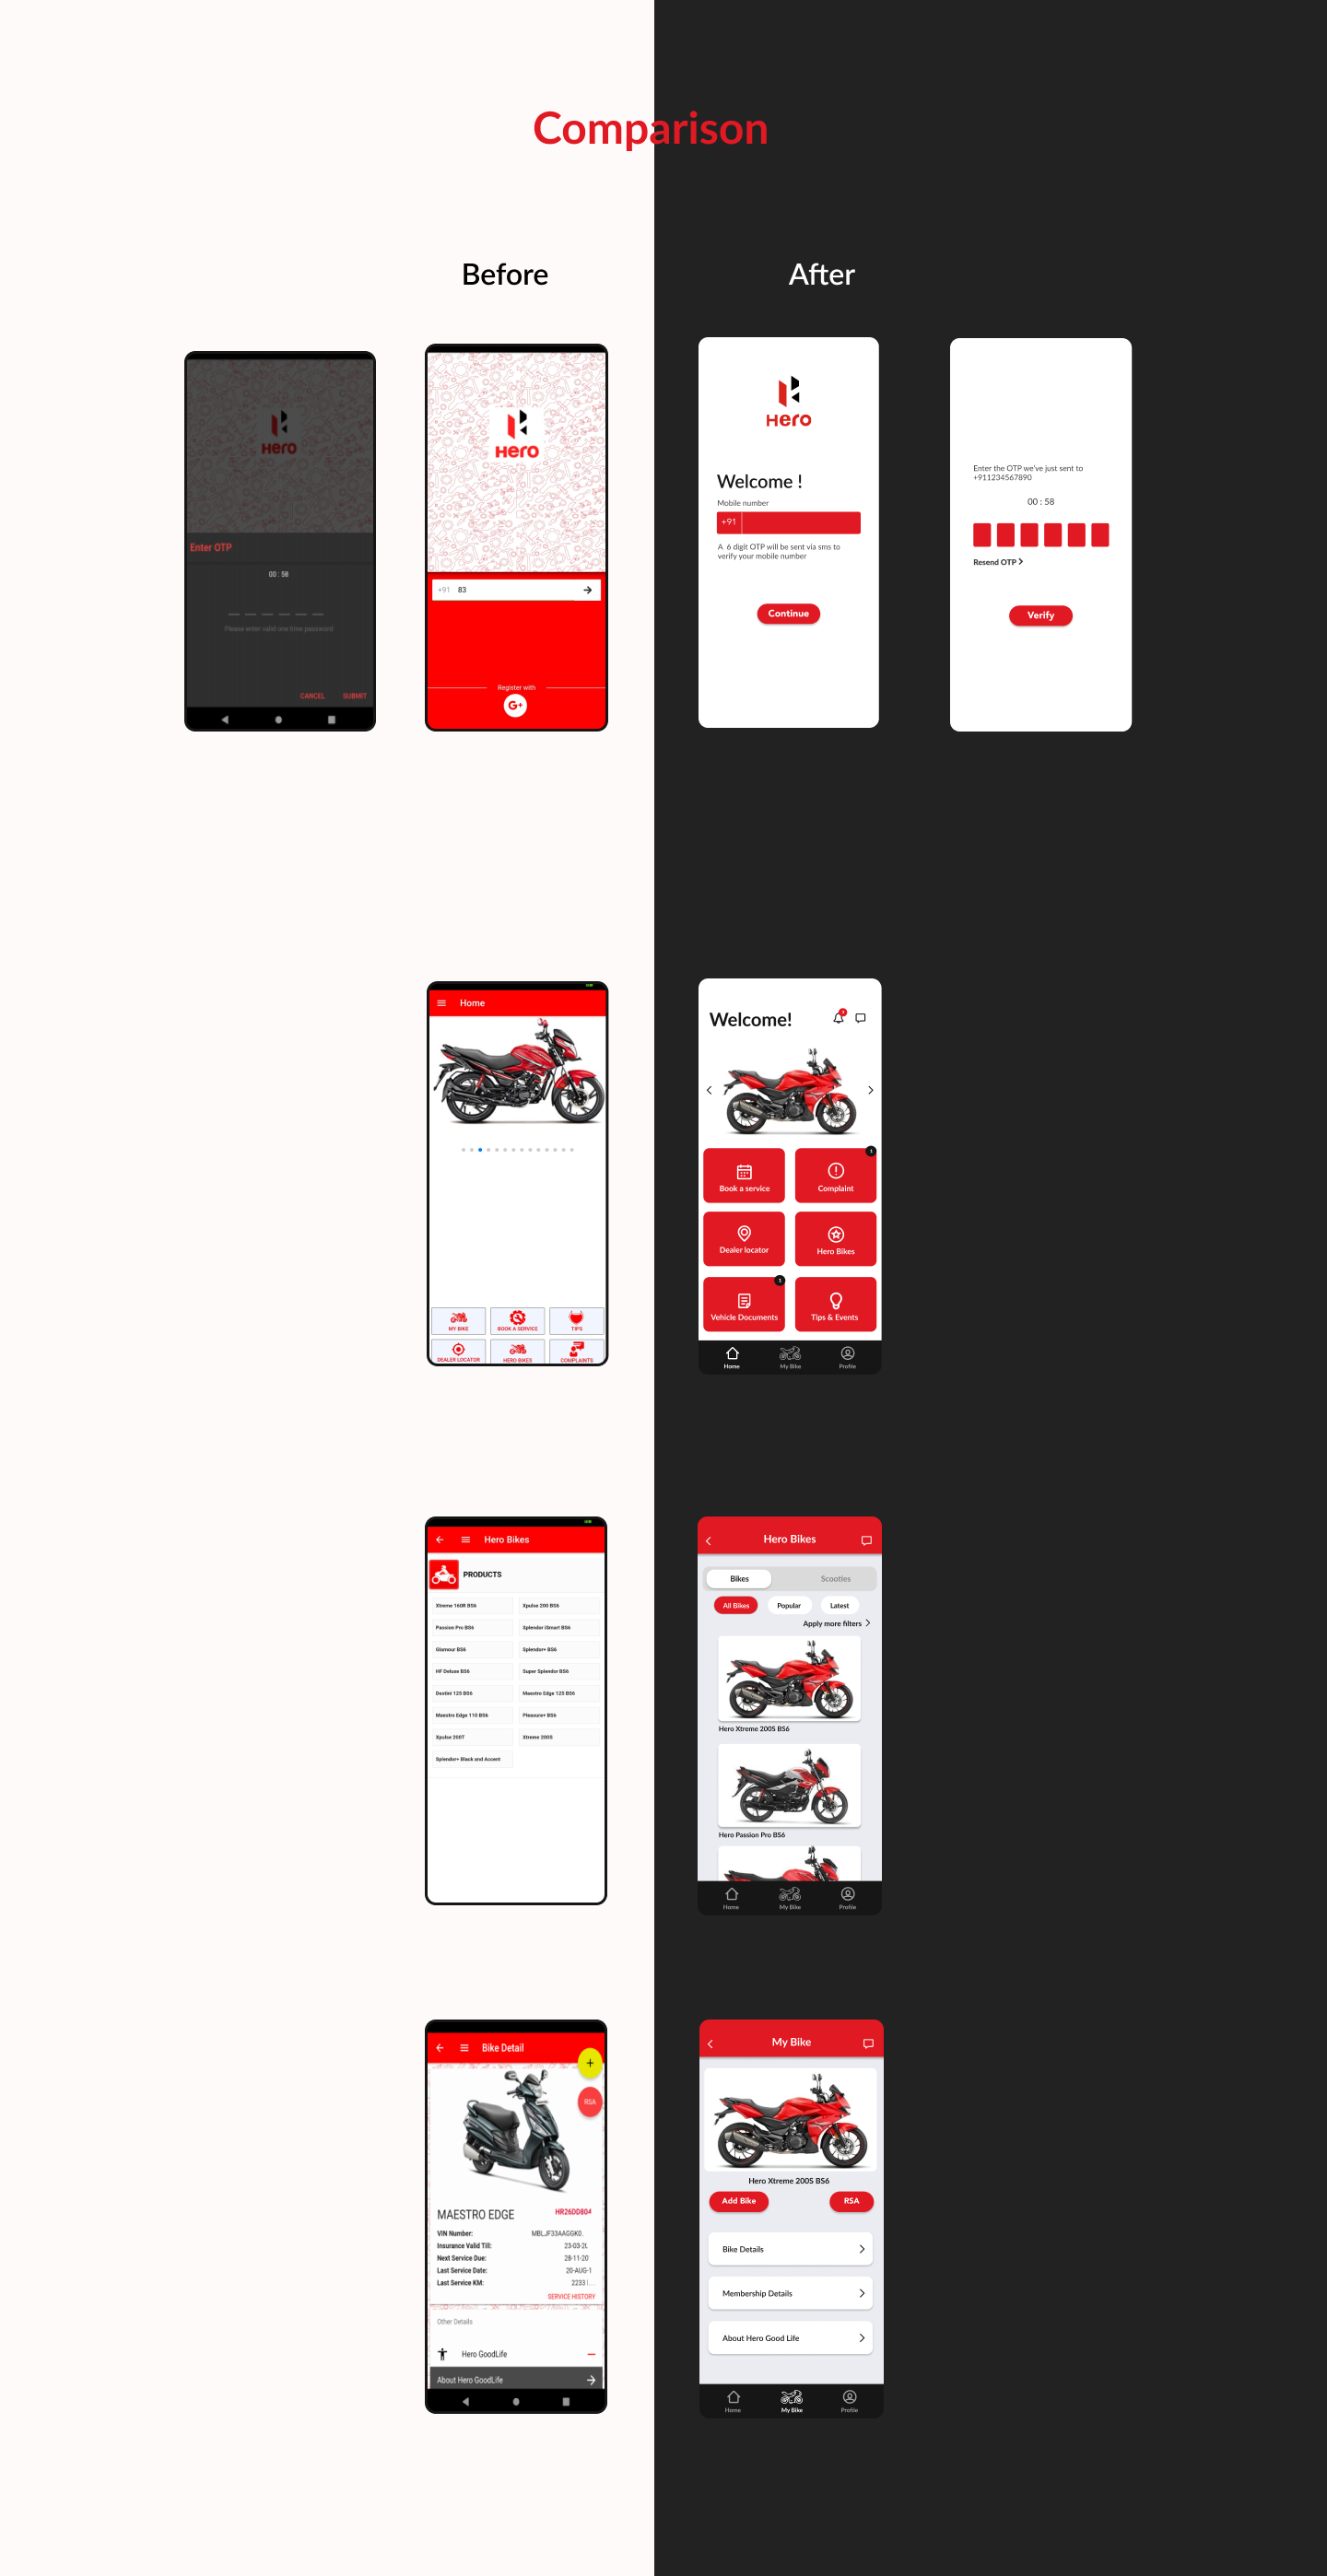 Comparison
Before
After
Hero
Enter OTP
00 : 58
Please enter valid one time password
CANCEL SUBMIT
Hero
+91 83
Register with
G+
Hero
Welcome !
Mobile number
+91
A 6 digit OTP will be sent via sms to
verify your mobile number
Continue
Enter the OTP we've just sent to
+911234567890
00 : 58
Resend OTP
Verify
Home
MY BIKE BOOK A SERVICE TIPS
DEALER LOCATOR HERO BIKES COMPLAINTS
Welcome!
Book a service Complaint
1
Dealer locator Hero Bikes
1
Vehicle Documents Tips & Events
Home My Bike Profile
Hero Bikes
PRODUCTS
Xtreme 160R BS6 Xpulse 200 BS6
Passion Pro BS6 Splendor iSmart BS6
Glamour BS6 Splendor+ BS6
HF Deluxe BS6 Super Splendor BS6
Destini 125 BS6 Maestro Edge 125 BS6
Maestro Edge 110 BS6 Pleasure+ BS6
Xpulse 200T Xtreme 200S
Splendor+ Black and Accent
Hero Bikes
Bikes Scooties
All Bikes Popular Latest
Apply more filters
Hero Xtreme 200S BS6
Hero Passion Pro BS6
Home My Bike Profile
Bike Detail
+
RSA
MAESTRO EDGE HR26DD804
VIN Number: MBLJF33AAGGK0
Insurance Valid Till: 23-03-2
Next Service Due: 28-11-20
Last Service Date: 20-AUG-1
Last Service KM: 2233
SERVICE HISTORY
Other Details
Hero GoodLife
About Hero GoodLife
My Bike
Hero Xtreme 200S BS6
Add Bike RSA
Bike Details
Membership Details
About Hero Good Life
Home My Bike Profile